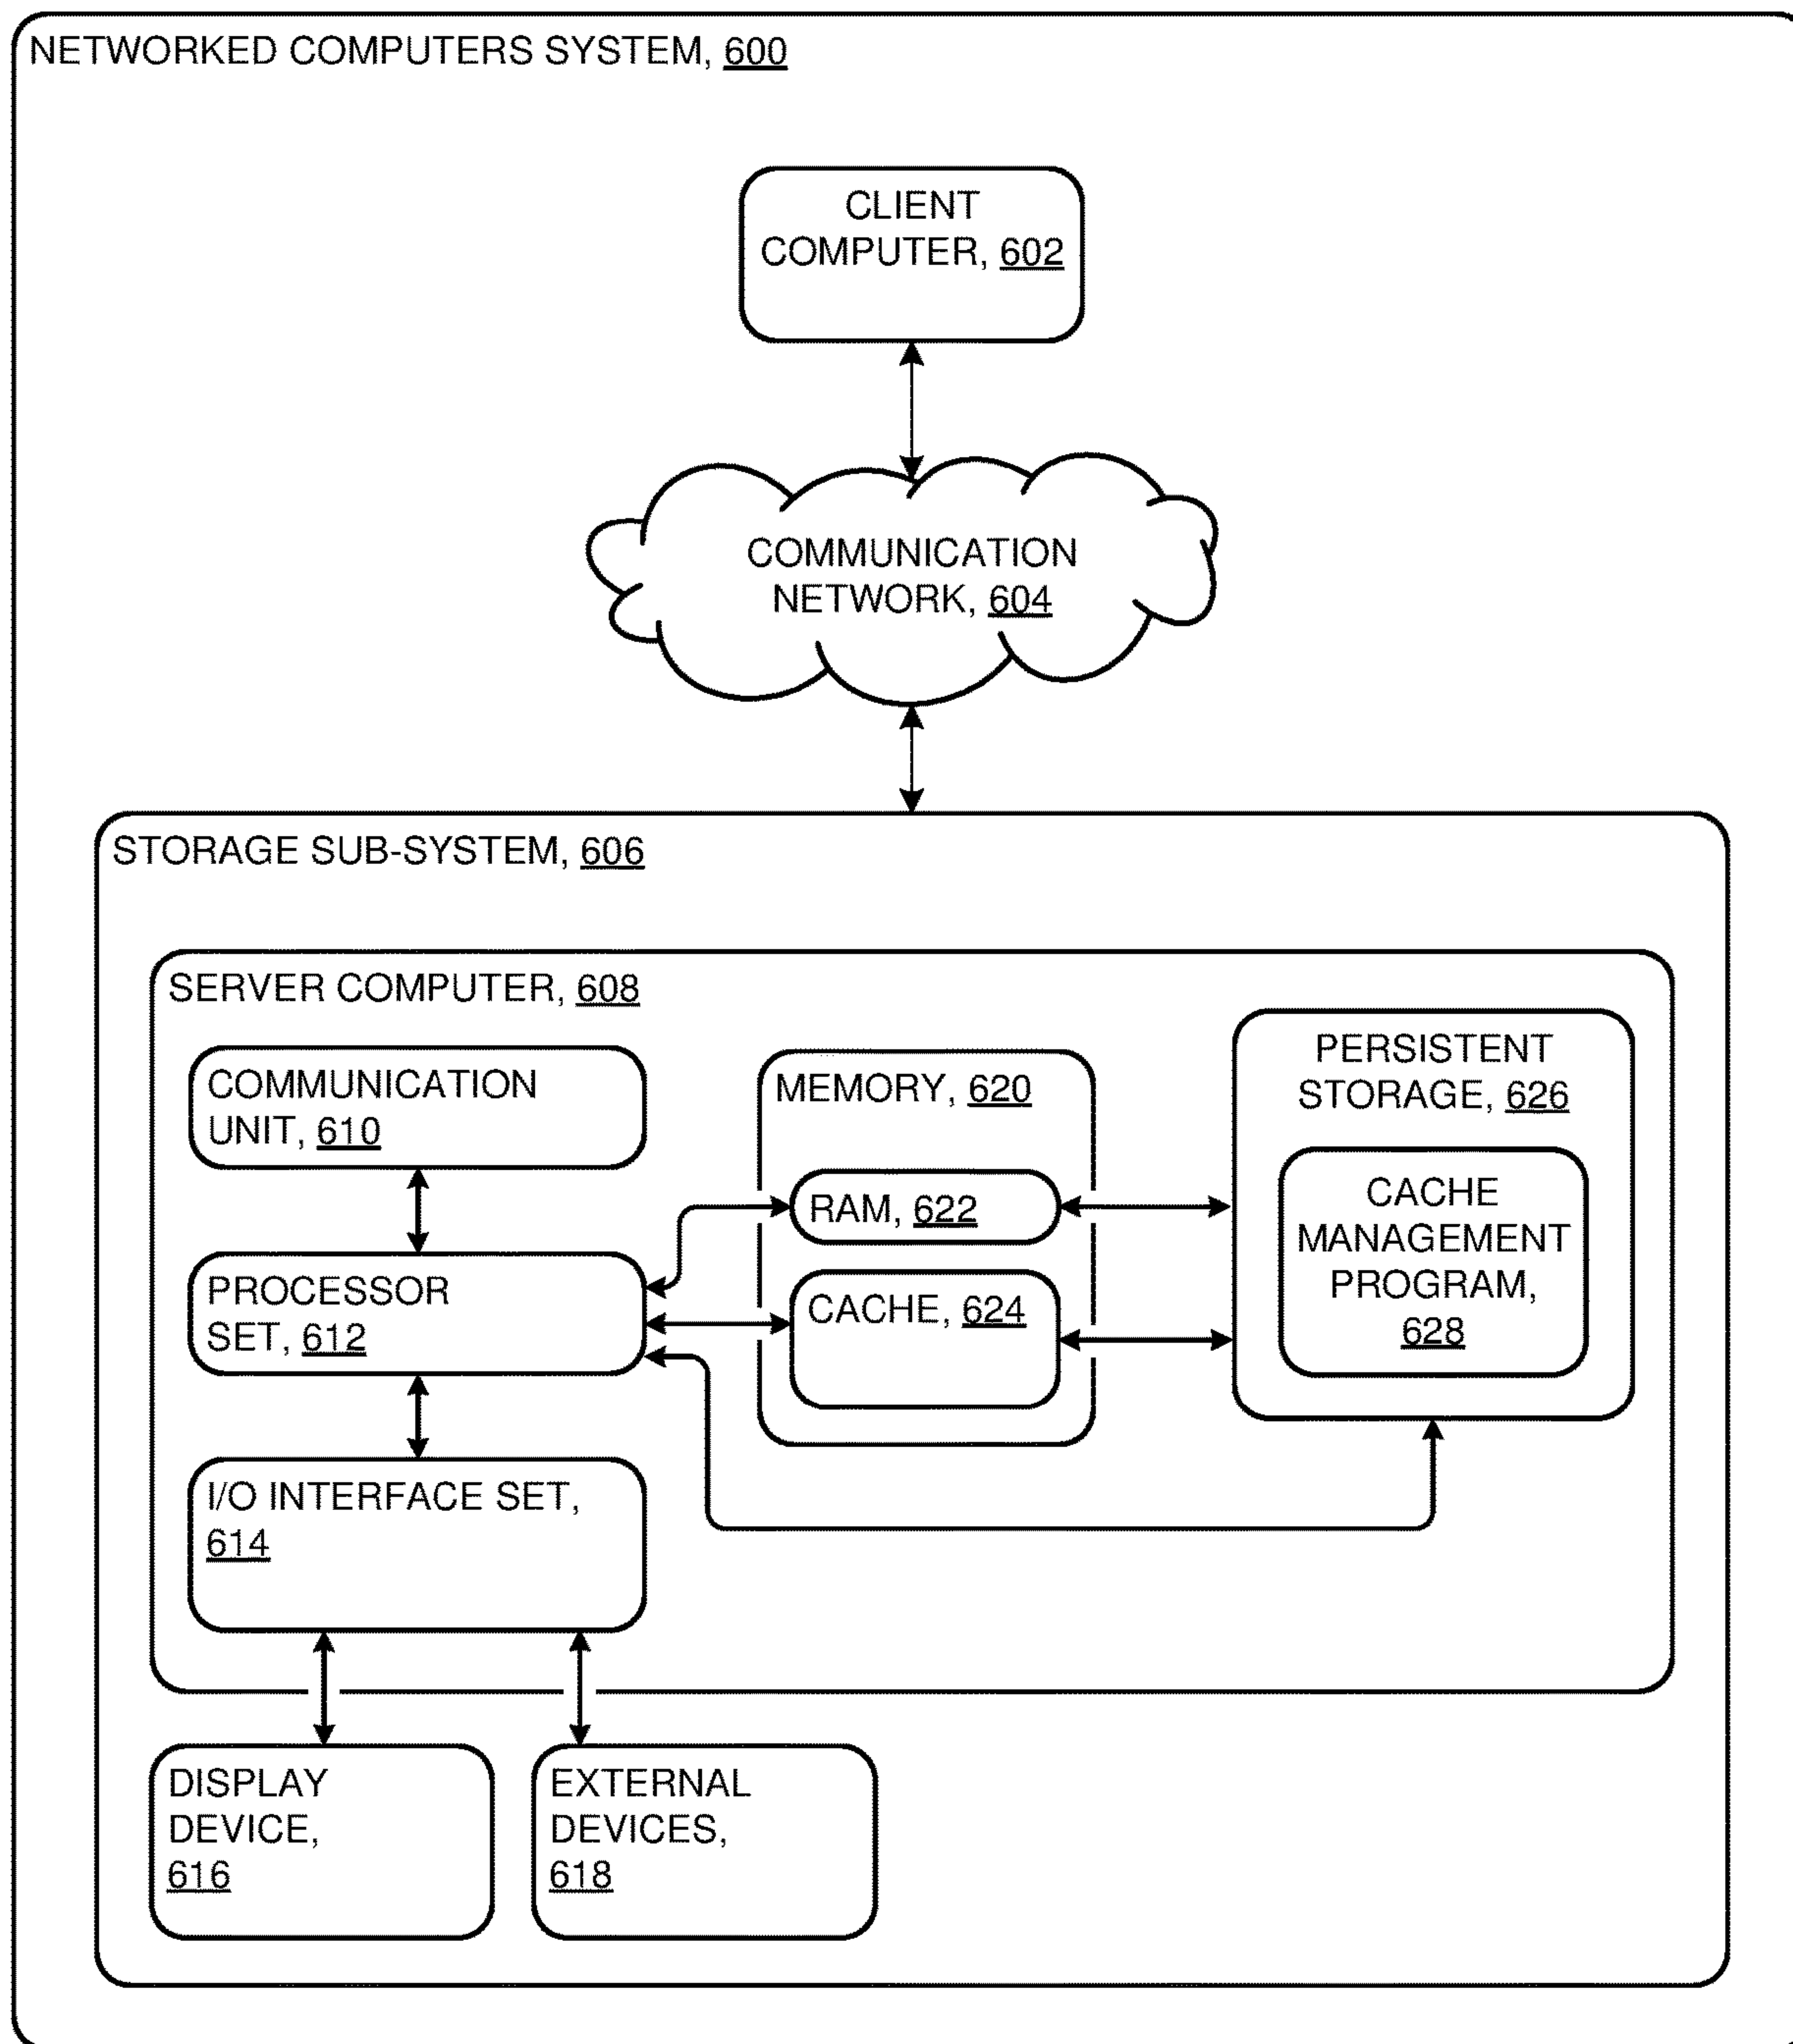 NETWORKED COMPUTERS SYSTEM, 600
CLIENT
COMPUTER, 602
COMMUNICATION
NETWORK, 604
STORAGE SUB-SYSTEM, 606
SERVER COMPUTER, 608
COMMUNICATION
UNIT, 610
PROCESSOR
SET, 612
I/O INTERFACE SET,
614
MEMORY, 620
RAM, 622
CACHE, 624
PERSISTENT
STORAGE, 626
CACHE
MANAGEMENT
PROGRAM,
628
DISPLAY
DEVICE,
616
EXTERNAL
DEVICES,
618